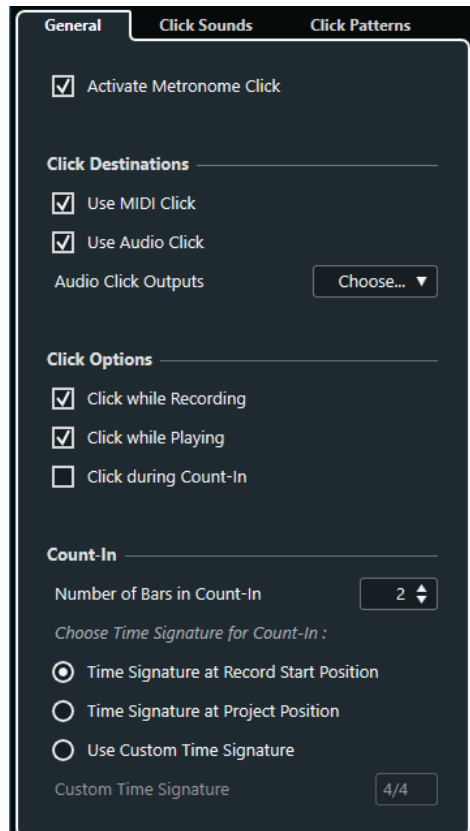 General Click Sounds Click Patterns
Activate Metronome Click
Click Destinations
Use MIDI Click
Use Audio Click
Audio Click Outputs Choose...
Click Options
Click while Recording
Click while Playing
Click during Count-In
Count-In
Number of Bars in Count-In 2
Choose Time Signature for Count-In :
Time Signature at Record Start Position
Time Signature at Project Position
Use Custom Time Signature
Custom Time Signature 4/4